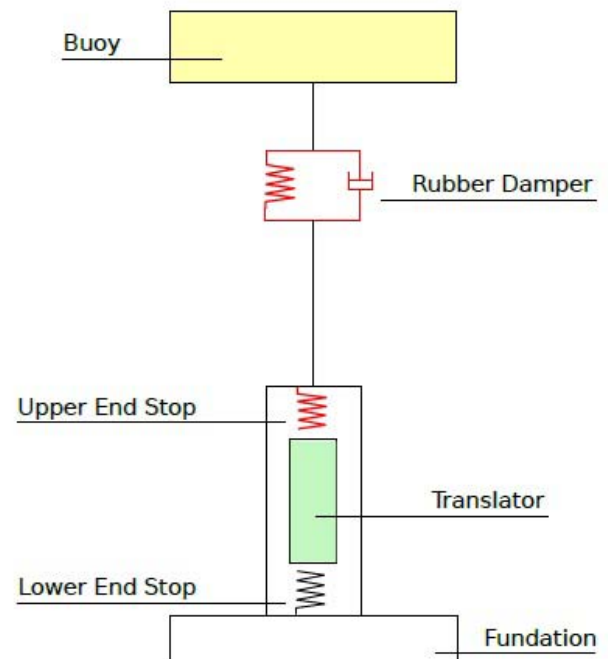 Buoy
Rubber Damper
Upper End Stop
Translator
Lower End Stop
Fundation